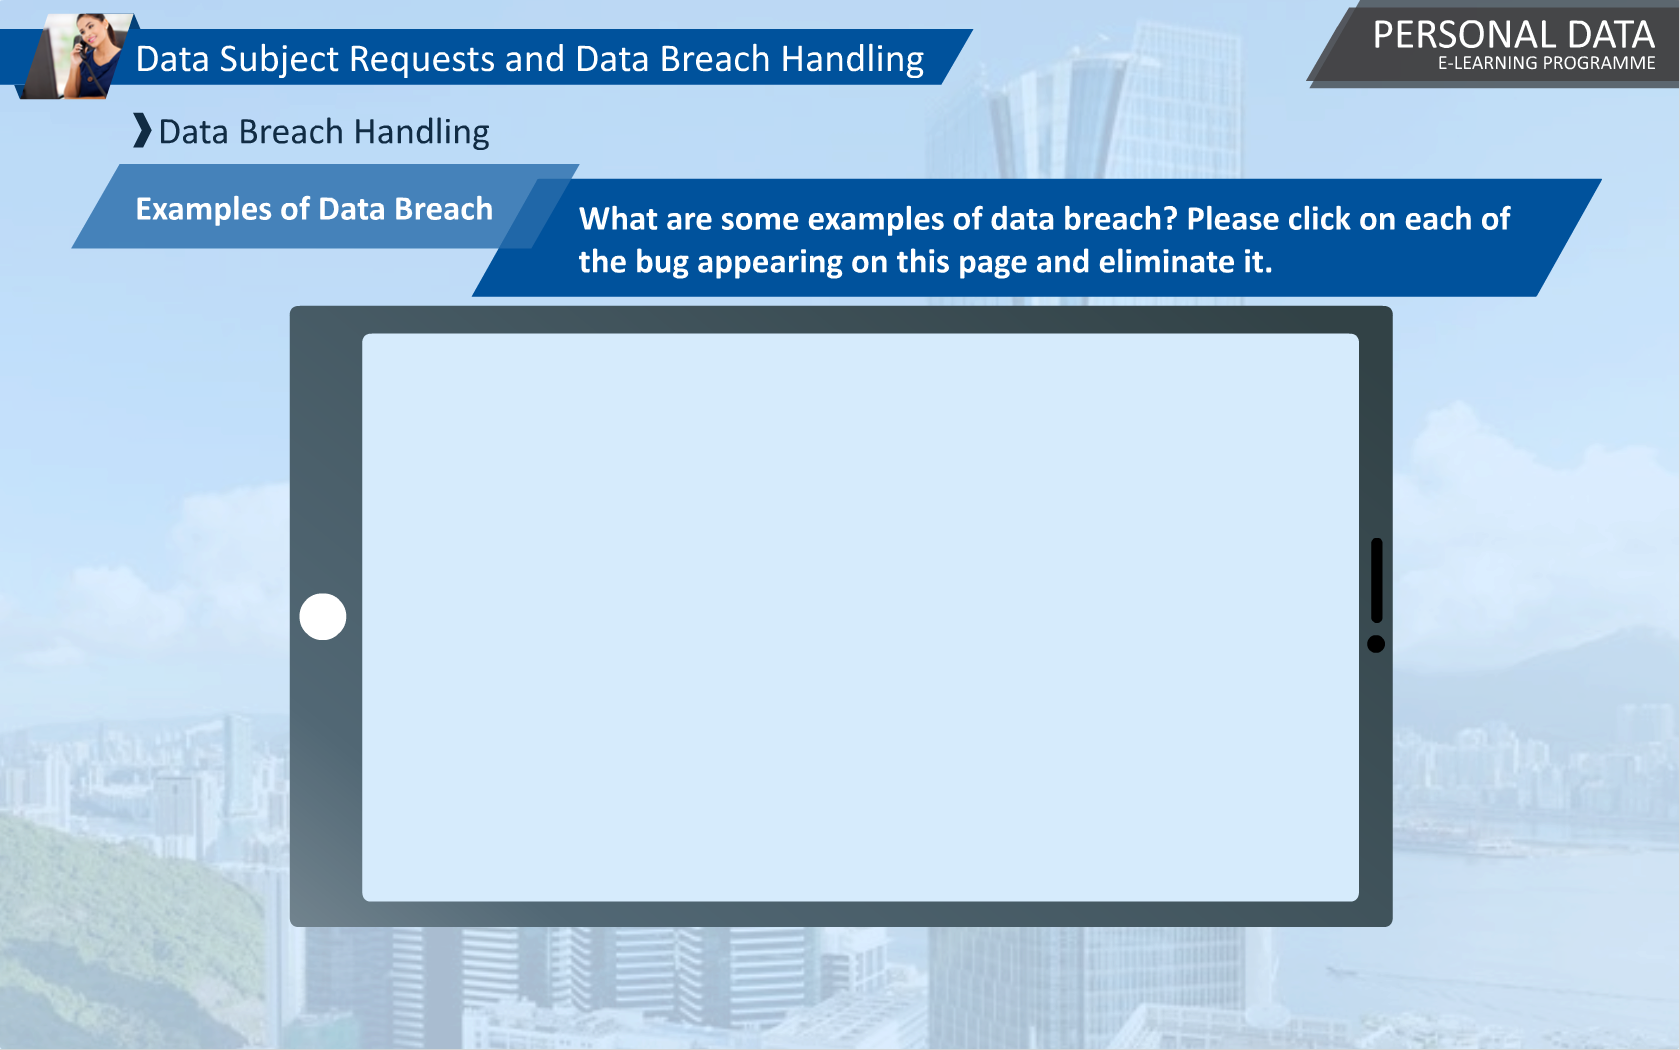 Data Subject Requests and Data Breach Handling
PERSONAL DATA
E-LEARNING PROGRAMME
Data Breach Handling
Examples of Data Breach
What are some examples of data breach? Please click on each of
the bug appearing on this page and eliminate it.